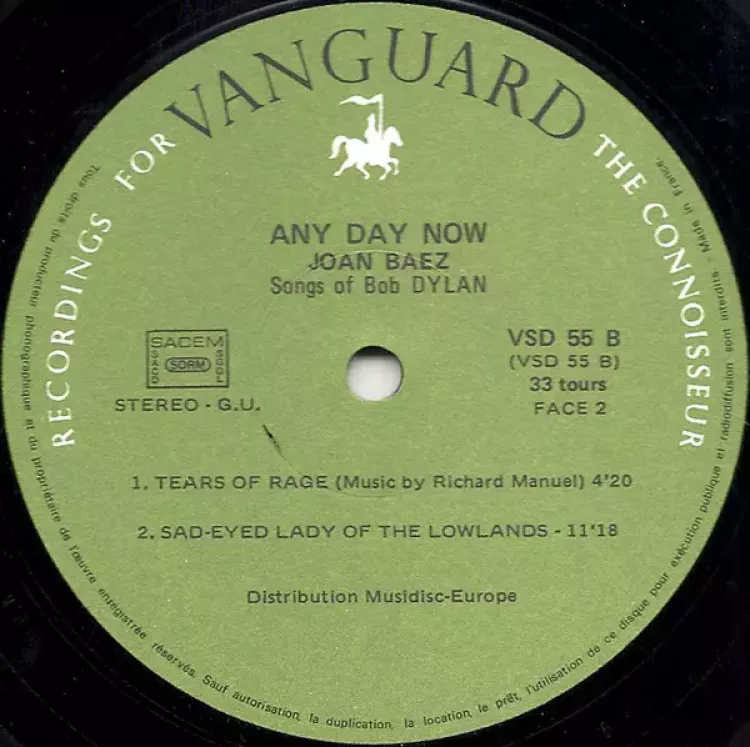 RECORDINGS FOR VANGUARD THE CONNOISSEUR
ANY DAY NOW
JOAN BAEZ
Songs of Bob DYLAN
SACEM
SACD
SORM
SGDL
STEREO - G.U.
VSD 55 B
(VSD 55 B)
33 tours
FACE 2
1. TEARS OF RAGE (Music by Richard Manuel) 4'20
2. SAD-EYED LADY OF THE LOWLANDS - 11'18
Distribution Musidisc-Europe
Tous droits du producteur phonographique et du propriétaire de l'œuvre enregistrée réservés. Sauf autorisation, la duplication, la location, le prêt, l'utilisation de ce disque pour exécution publique et radiodiffusion sont interdits - Made in France.